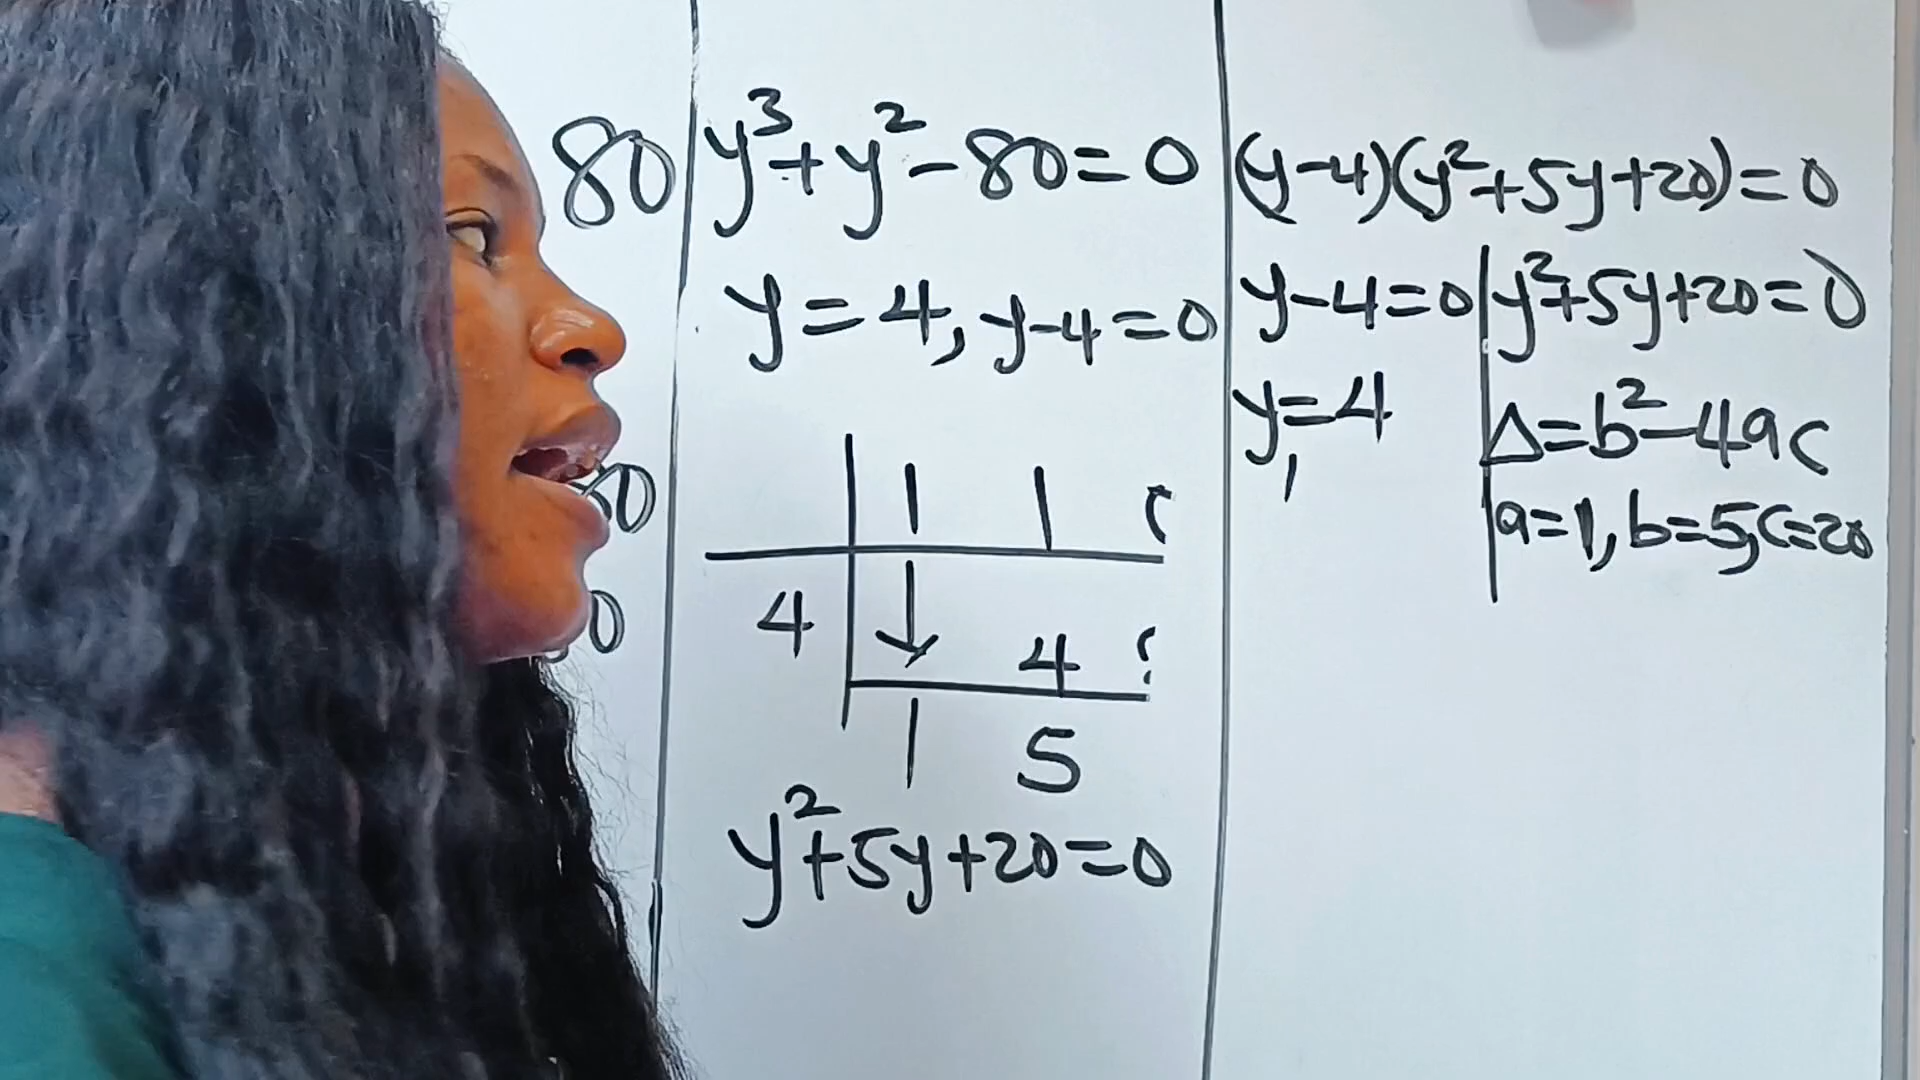 80
y³+y²-80=0
y=4, y-4=0
1 1
4
4
1 5
y²+5y+20=0
(y-4)(y²+5y+20)=0
y-4=0
y=4
y²+5y+20=0
Δ=b²-4ac
a=1, b=5, c=20